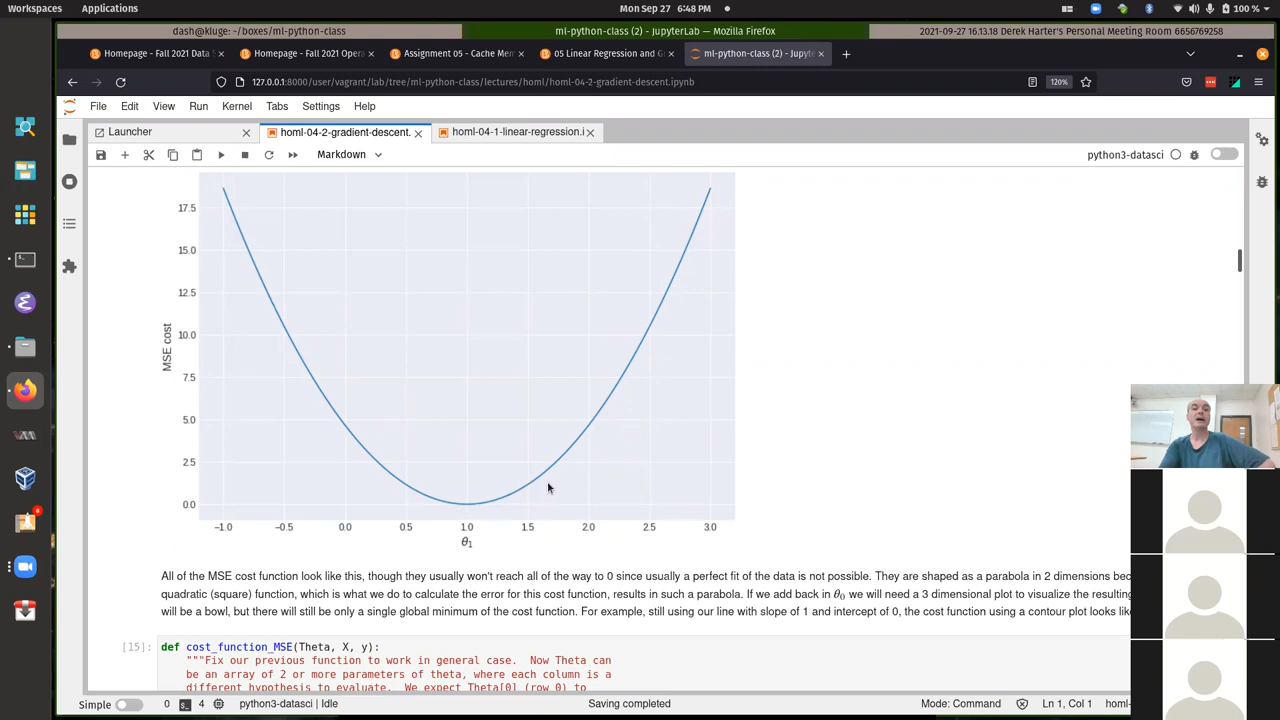 Workspaces Applications Mon Sep 27 6:48 PM 100 %
dash@kluge: ~/boxes/ml-python-class ml-python-class (2) - JupyterLab — Mozilla Firefox 2021-09-27 16.13.18 Derek Harter's Personal Meeting Room 6656769258
Homepage - Fall 2021 Data S Homepage - Fall 2021 Opera Assignment 05 - Cache Mem 05 Linear Regression and Gr ml-python-class (2) - Jupyte
127.0.0.1:8000/user/vagrant/lab/tree/ml-python-class/lectures/homl/homl-04-2-gradient-descent.ipynb 120%
File Edit View Run Kernel Tabs Settings Help
Launcher homl-04-2-gradient-descent. homl-04-1-linear-regression.i
Markdown python3-datasci
17.5
15.0
12.5
10.0
7.5
5.0
2.5
0.0
MSE cost
−1.0 −0.5 0.0 0.5 1.0 1.5 2.0 2.5 3.0
θ1
All of the MSE cost function look like this, though they usually won't reach all of the way to 0 since usually a perfect fit of the data is not possible. They are shaped as a parabola in 2 dimensions bec
quadratic (square) function, which is what we do to calculate the error for this cost function, results in such a parabola. If we add back in θ0 we will need a 3 dimensional plot to visualize the resulting
will be a bowl, but there will still be only a single global minimum of the cost function. For example, still using our line with slope of 1 and intercept of 0, the cost function using a contour plot looks like
[15]: def cost_function_MSE(Theta, X, y):
"""Fix our previous function to work in general case. Now Theta can
be an array of 2 or more parameters of theta, where each column is a
different hypothesis to evaluate. We expect Theta[0] (row 0) to
Simple 0 4 python3-datasci | Idle Saving completed Mode: Command Ln 1, Col 1 homl-
8